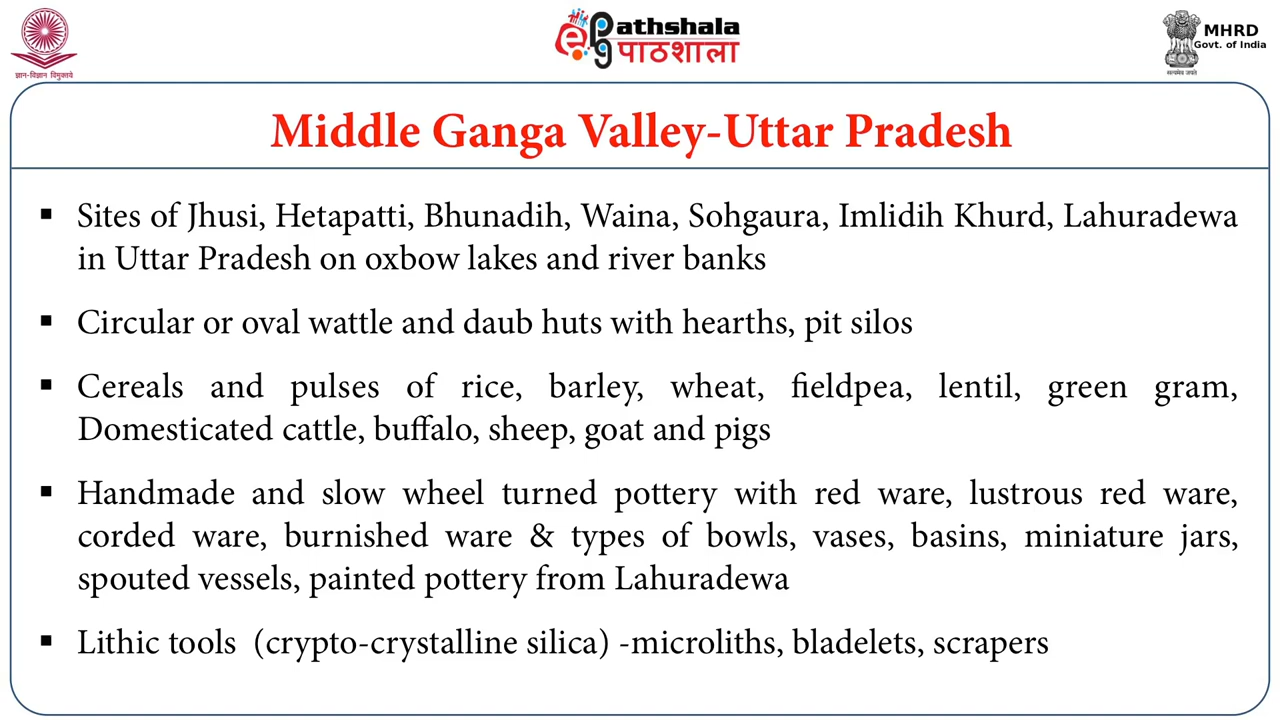 ज्ञान-विज्ञान विमुक्तये
ePathshala
पाठशाला
MHRD
Govt. of India
सत्यमेव जयते
Middle Ganga Valley-Uttar Pradesh
▪ Sites of Jhusi, Hetapatti, Bhunadih, Waina, Sohgaura, Imlidih Khurd, Lahuradewa
in Uttar Pradesh on oxbow lakes and river banks
▪ Circular or oval wattle and daub huts with hearths, pit silos
▪ Cereals and pulses of rice, barley, wheat, fieldpea, lentil, green gram,
Domesticated cattle, buffalo, sheep, goat and pigs
▪ Handmade and slow wheel turned pottery with red ware, lustrous red ware,
corded ware, burnished ware & types of bowls, vases, basins, miniature jars,
spouted vessels, painted pottery from Lahuradewa
▪ Lithic tools (crypto-crystalline silica) -microliths, bladelets, scrapers